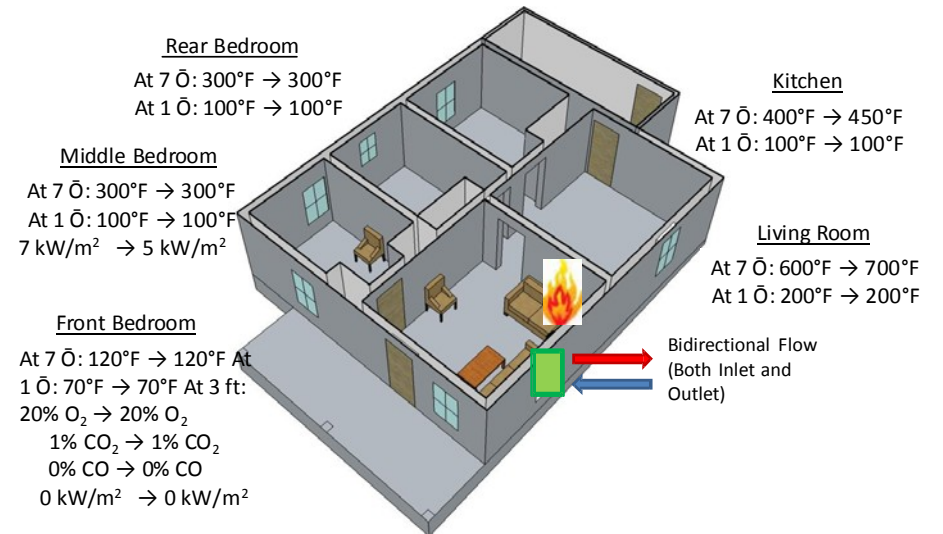 Rear Bedroom
At 7 Ō: 300°F → 300°F
At 1 Ō: 100°F → 100°F
Middle Bedroom
At 7 Ō: 300°F → 300°F
At 1 Ō: 100°F → 100°F
7 kW/m² → 5 kW/m²
Front Bedroom
At 7 Ō: 120°F → 120°F At
1 Ō: 70°F → 70°F At 3 ft:
20% O₂ → 20% O₂
1% CO₂ → 1% CO₂
0% CO → 0% CO
0 kW/m² → 0 kW/m²
Kitchen
At 7 Ō: 400°F → 450°F
At 1 Ō: 100°F → 100°F
Living Room
At 7 Ō: 600°F → 700°F
At 1 Ō: 200°F → 200°F
Bidirectional Flow
(Both Inlet and
Outlet)